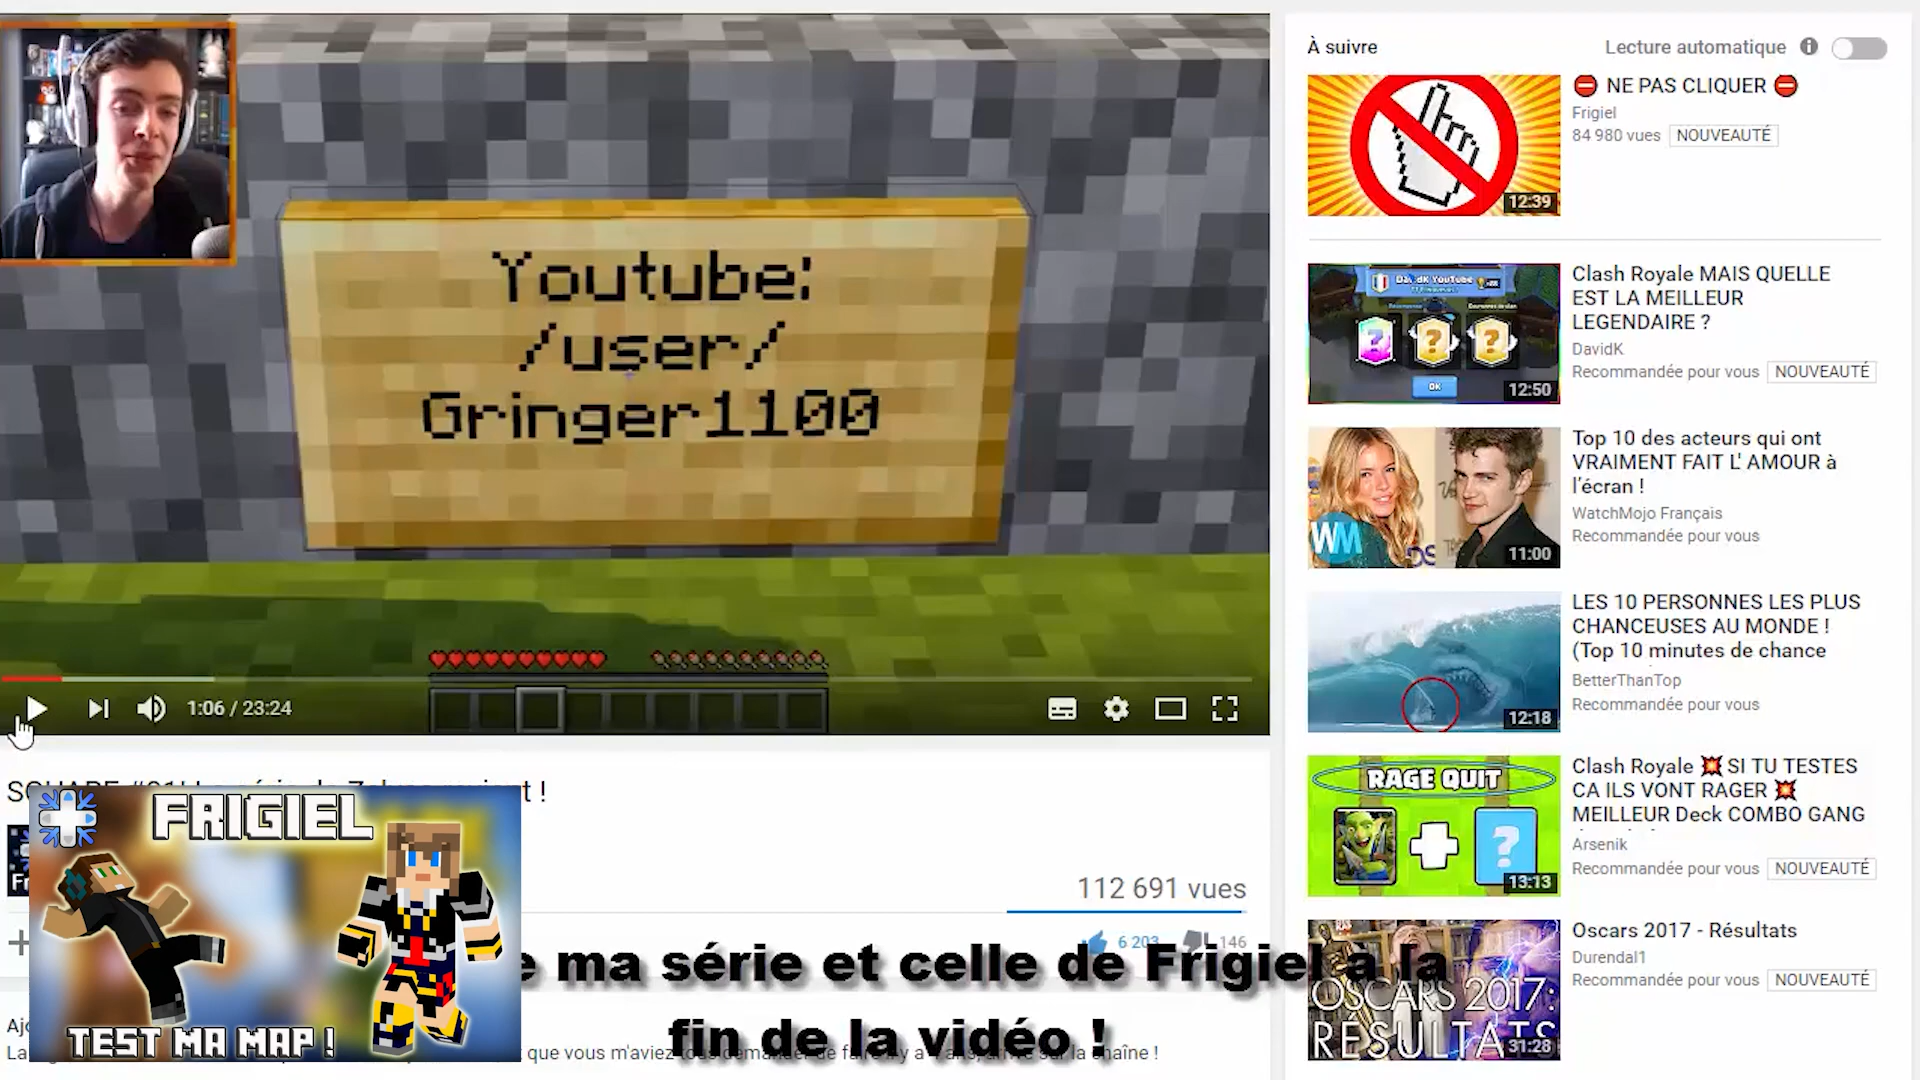 Youtube:
/user/
Gringer1100
1:06 / 23:24
112 691 vues
6 203
146
FRIGIEL
TEST MA MAP !
ma série et celle de Frigiel à la
fin de la vidéo !
que vous m'aviez
chaîne !
À suivre
Lecture automatique
NE PAS CLIQUER
Frigiel
84 980 vues NOUVEAUTÉ
12:39
Clash Royale MAIS QUELLE
EST LA MEILLEUR
LEGENDAIRE ?
DavidK
Recommandée pour vous NOUVEAUTÉ
OK
12:50
Top 10 des acteurs qui ont
VRAIMENT FAIT L' AMOUR à
l'écran !
WatchMojo Français
Recommandée pour vous
WM
11:00
LES 10 PERSONNES LES PLUS
CHANCEUSES AU MONDE !
(Top 10 minutes de chance
BetterThanTop
Recommandée pour vous
12:18
RAGE QUIT
Clash Royale 💥 SI TU TESTES
CA ILS VONT RAGER 💥
MEILLEUR Deck COMBO GANG
Arsenik
Recommandée pour vous NOUVEAUTÉ
13:13
Oscars 2017 - Résultats
Durendal1
Recommandée pour vous NOUVEAUTÉ
OSCARS 2017:
RÉSULTATS
31:28